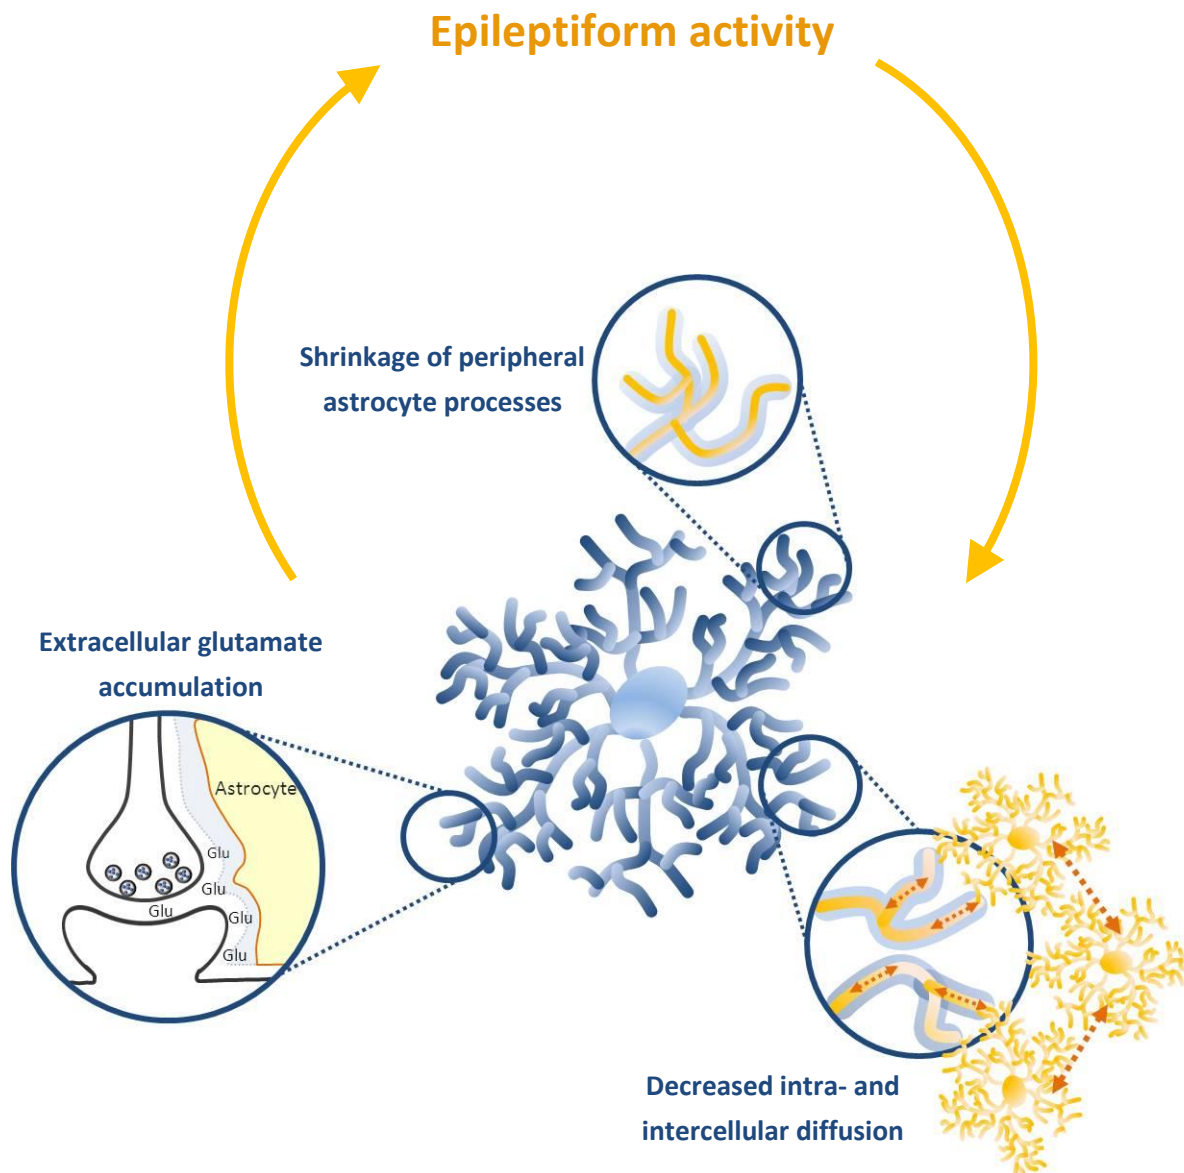 Epileptiform activity
Shrinkage of peripheral
astrocyte processes
Extracellular glutamate
accumulation
Astrocyte
Glu
Glu
Glu
Glu
Glu
Decreased intra- and
intercellular diffusion